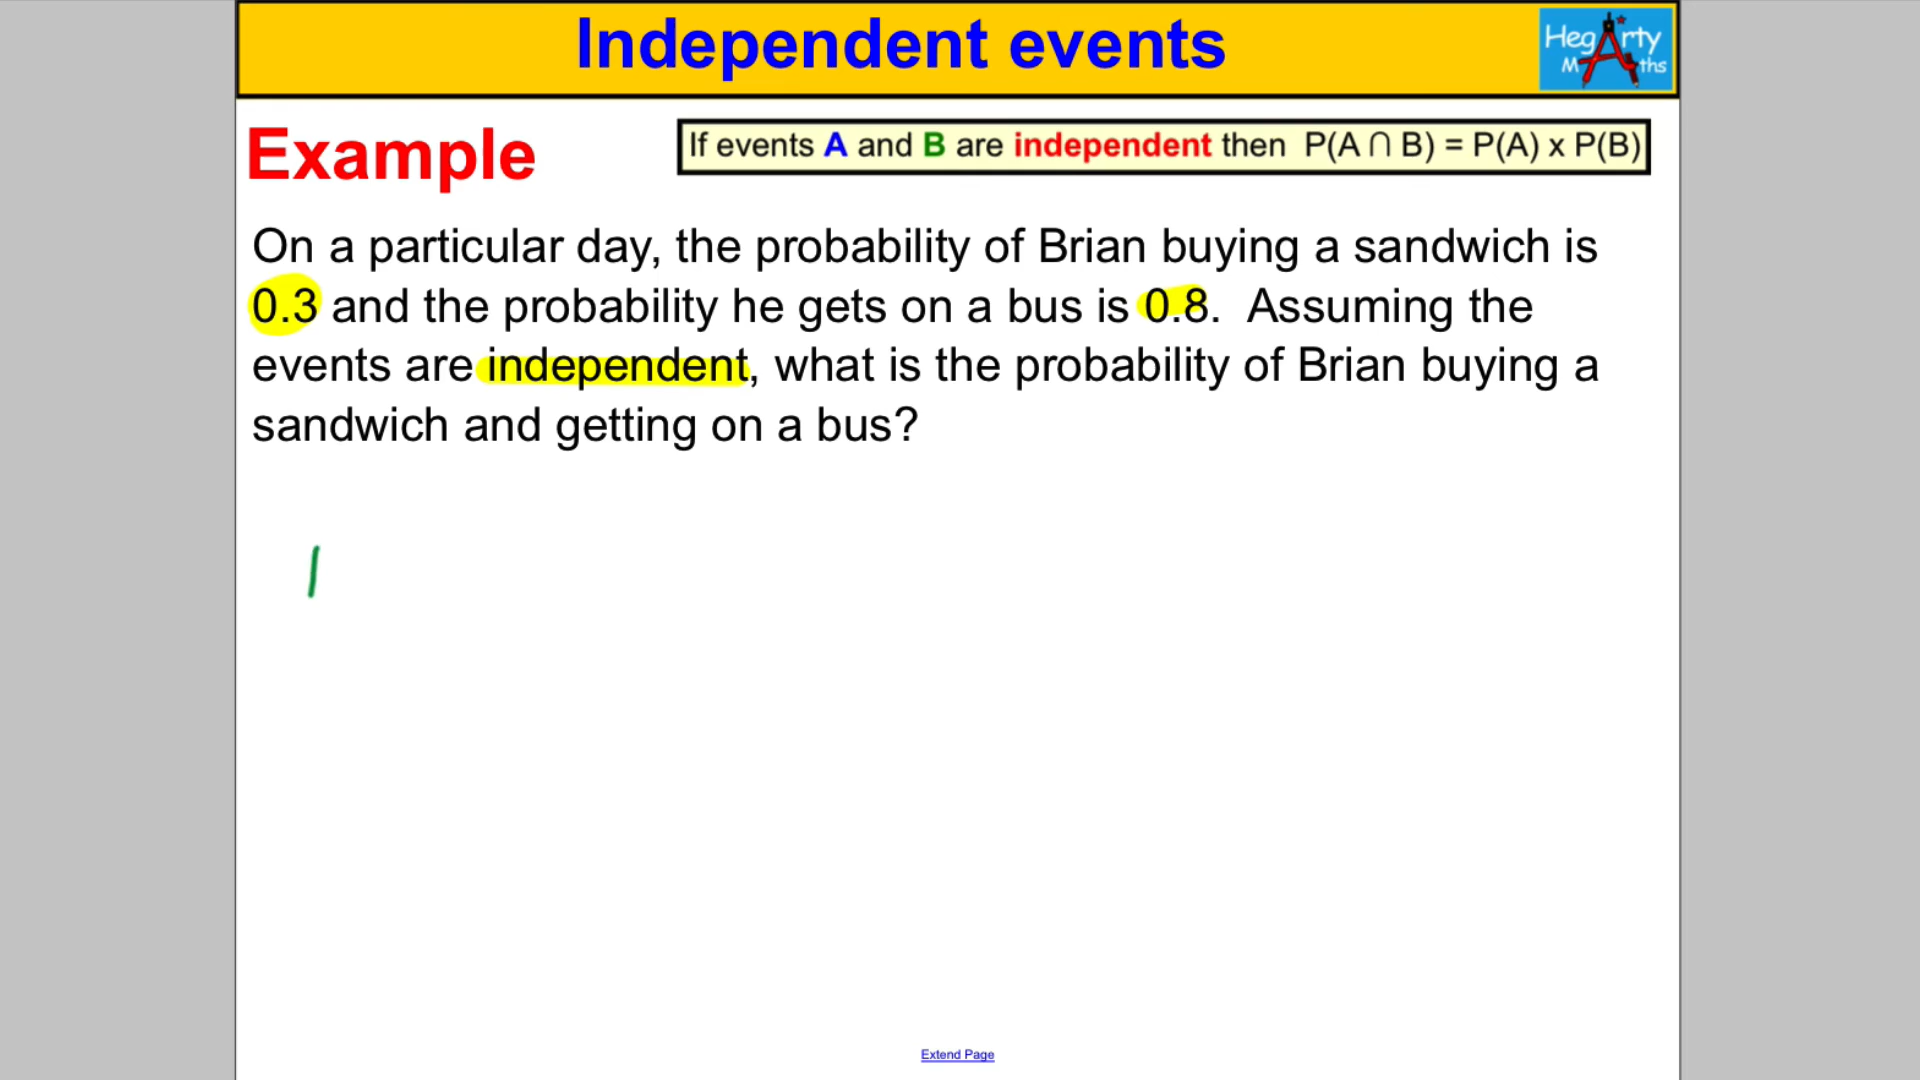 Independent events
HegArty
Mths
Example
If events A and B are independent then P(A ∩ B) = P(A) x P(B)
On a particular day, the probability of Brian buying a sandwich is
0.3 and the probability he gets on a bus is 0.8. Assuming the
events are independent, what is the probability of Brian buying a
sandwich and getting on a bus?
Extend Page